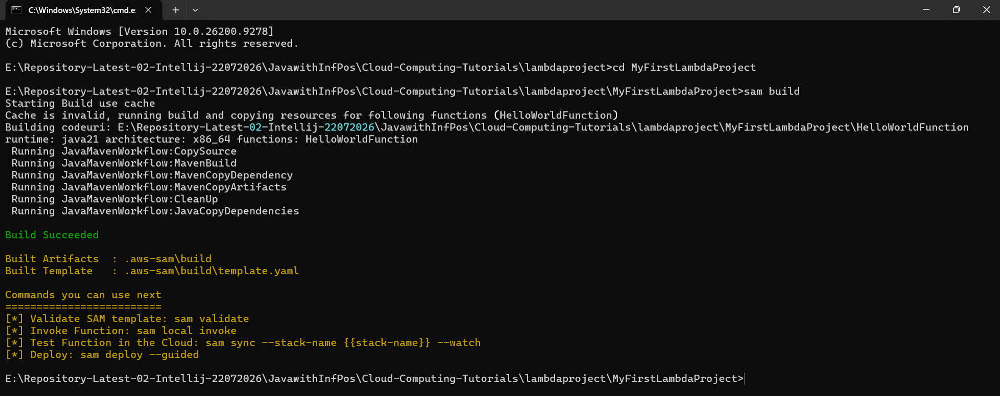 C:\Windows\System32\cmd.e
Microsoft Windows [Version 10.0.26200.9278]
(c) Microsoft Corporation. All rights reserved.
E:\Repository-Latest-02-Intellij-22072026\JavawithInfPos\Cloud-Computing-Tutorials\lambdaproject>cd MyFirstLambdaProject
E:\Repository-Latest-02-Intellij-22072026\JavawithInfPos\Cloud-Computing-Tutorials\lambdaproject\MyFirstLambdaProject>sam build
Starting Build use cache
Cache is invalid, running build and copying resources for following functions (HelloWorldFunction)
Building codeuri: E:\Repository-Latest-02-Intellij-22072026\JavawithInfPos\Cloud-Computing-Tutorials\lambdaproject\MyFirstLambdaProject\HelloWorldFunction
runtime: java21 architecture: x86_64 functions: HelloWorldFunction
 Running JavaMavenWorkflow:CopySource
 Running JavaMavenWorkflow:MavenBuild
 Running JavaMavenWorkflow:MavenCopyDependency
 Running JavaMavenWorkflow:MavenCopyArtifacts
 Running JavaMavenWorkflow:CleanUp
 Running JavaMavenWorkflow:JavaCopyDependencies
Build Succeeded
Built Artifacts  : .aws-sam\build
Built Template   : .aws-sam\build\template.yaml
Commands you can use next
=========================
[*] Validate SAM template: sam validate
[*] Invoke Function: sam local invoke
[*] Test Function in the Cloud: sam sync --stack-name {{stack-name}} --watch
[*] Deploy: sam deploy --guided
E:\Repository-Latest-02-Intellij-22072026\JavawithInfPos\Cloud-Computing-Tutorials\lambdaproject\MyFirstLambdaProject>